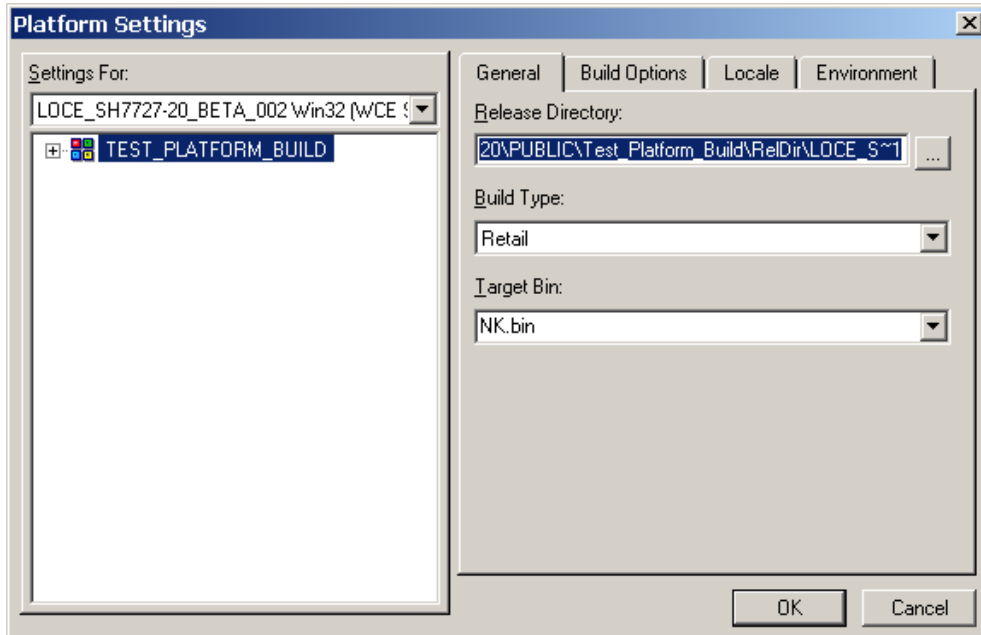 Platform Settings
Settings For:
LOCE_SH7727-20_BETA_002 Win32 (WCE
TEST_PLATFORM_BUILD
General
Build Options
Locale
Environment
Release Directory:
20\PUBLIC\Test_Platform_Build\RelDir\LOCE_S~1
...
Build Type:
Retail
Target Bin:
NK.bin
OK
Cancel